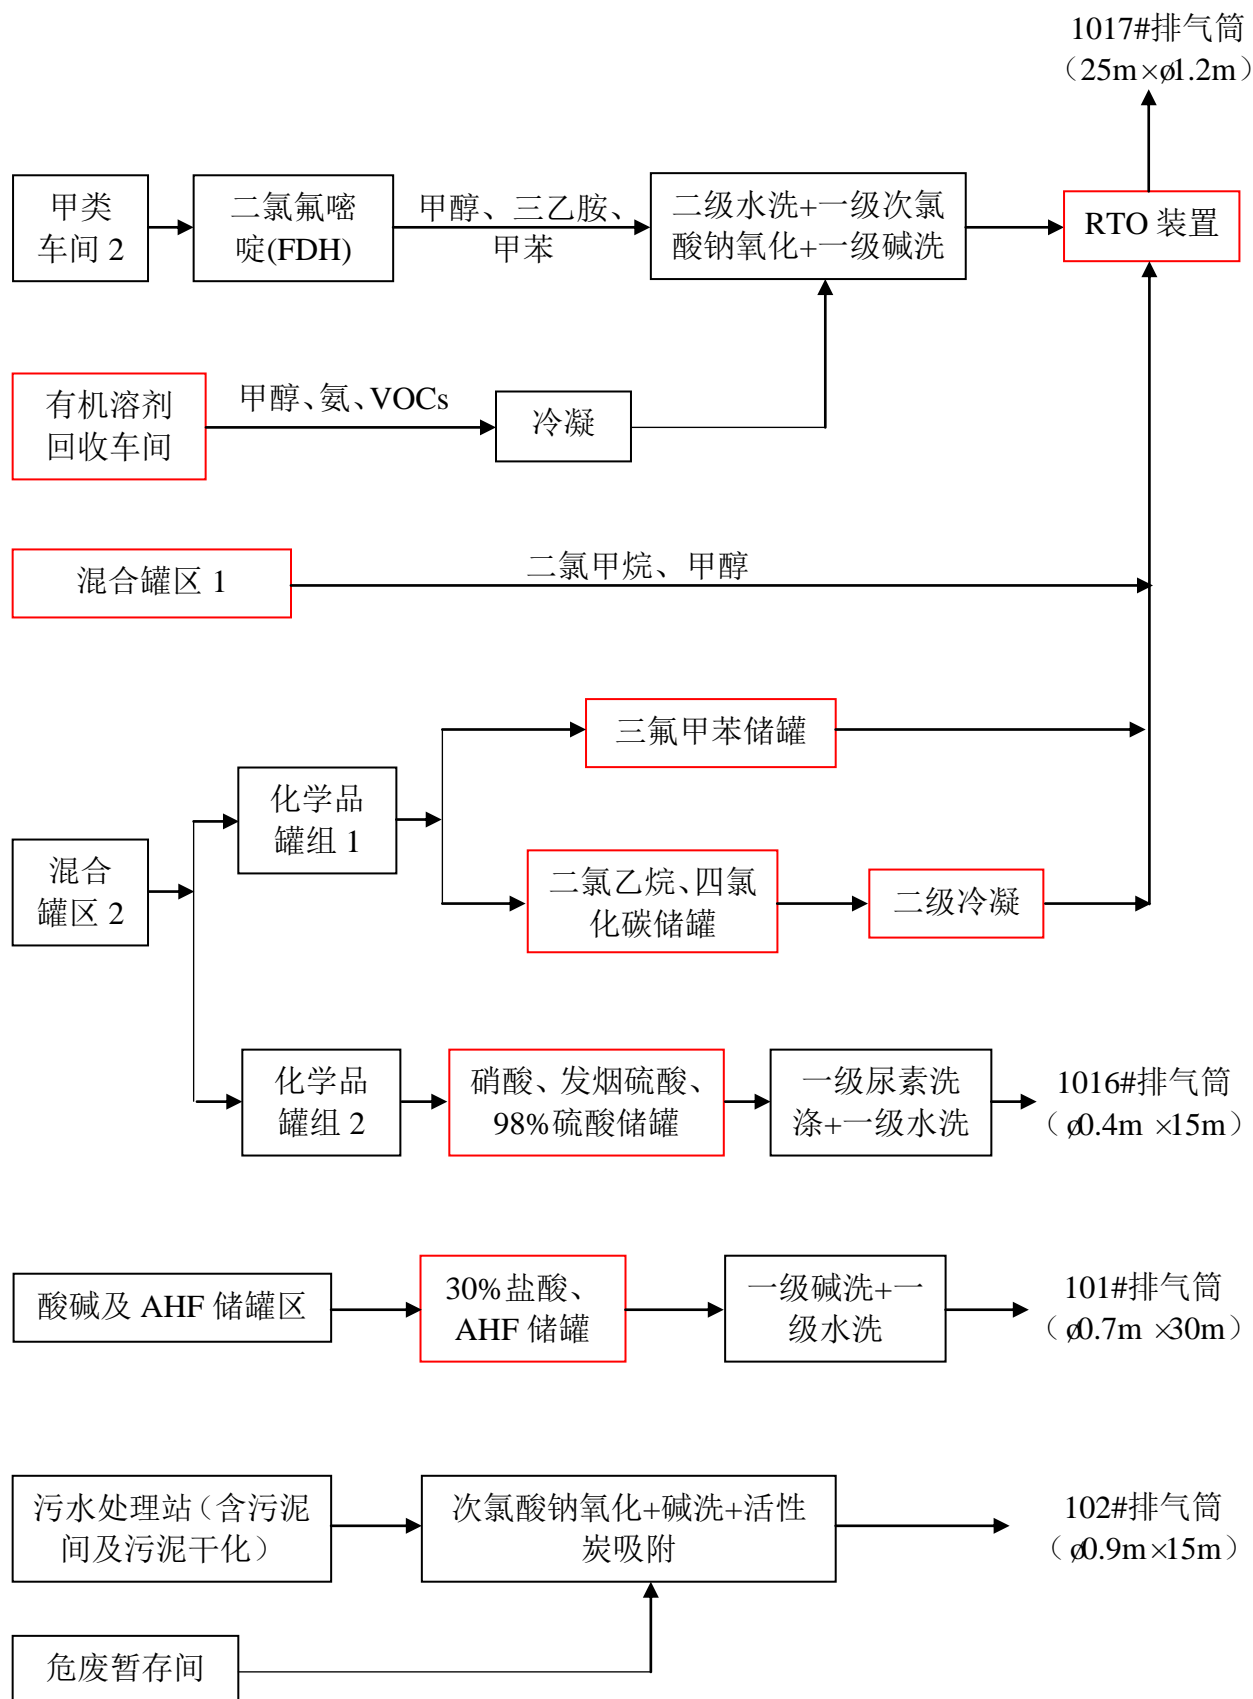 1017#排气筒
（25m×ø1.2m）
甲类
车间 2
二氯氟嘧
啶(FDH)
甲醇、三乙胺、
甲苯
二级水洗+一级次氯
酸钠氧化+一级碱洗
RTO 装置
有机溶剂
回收车间
甲醇、氨、VOCs
冷凝
混合罐区 1
二氯甲烷、甲醇
三氟甲苯储罐
化学品
罐组 1
混合
罐区 2
二氯乙烷、四氯
化碳储罐
二级冷凝
化学品
罐组 2
硝酸、发烟硫酸、
98%硫酸储罐
一级尿素洗
涤+一级水洗
1016#排气筒
（ø0.4m ×15m）
酸碱及 AHF 储罐区
30%盐酸、
AHF 储罐
一级碱洗+一
级水洗
101#排气筒
（ø0.7m ×30m）
污水处理站（含污泥
间及污泥干化）
次氯酸钠氧化+碱洗+活性
炭吸附
102#排气筒
（ø0.9m×15m）
危废暂存间